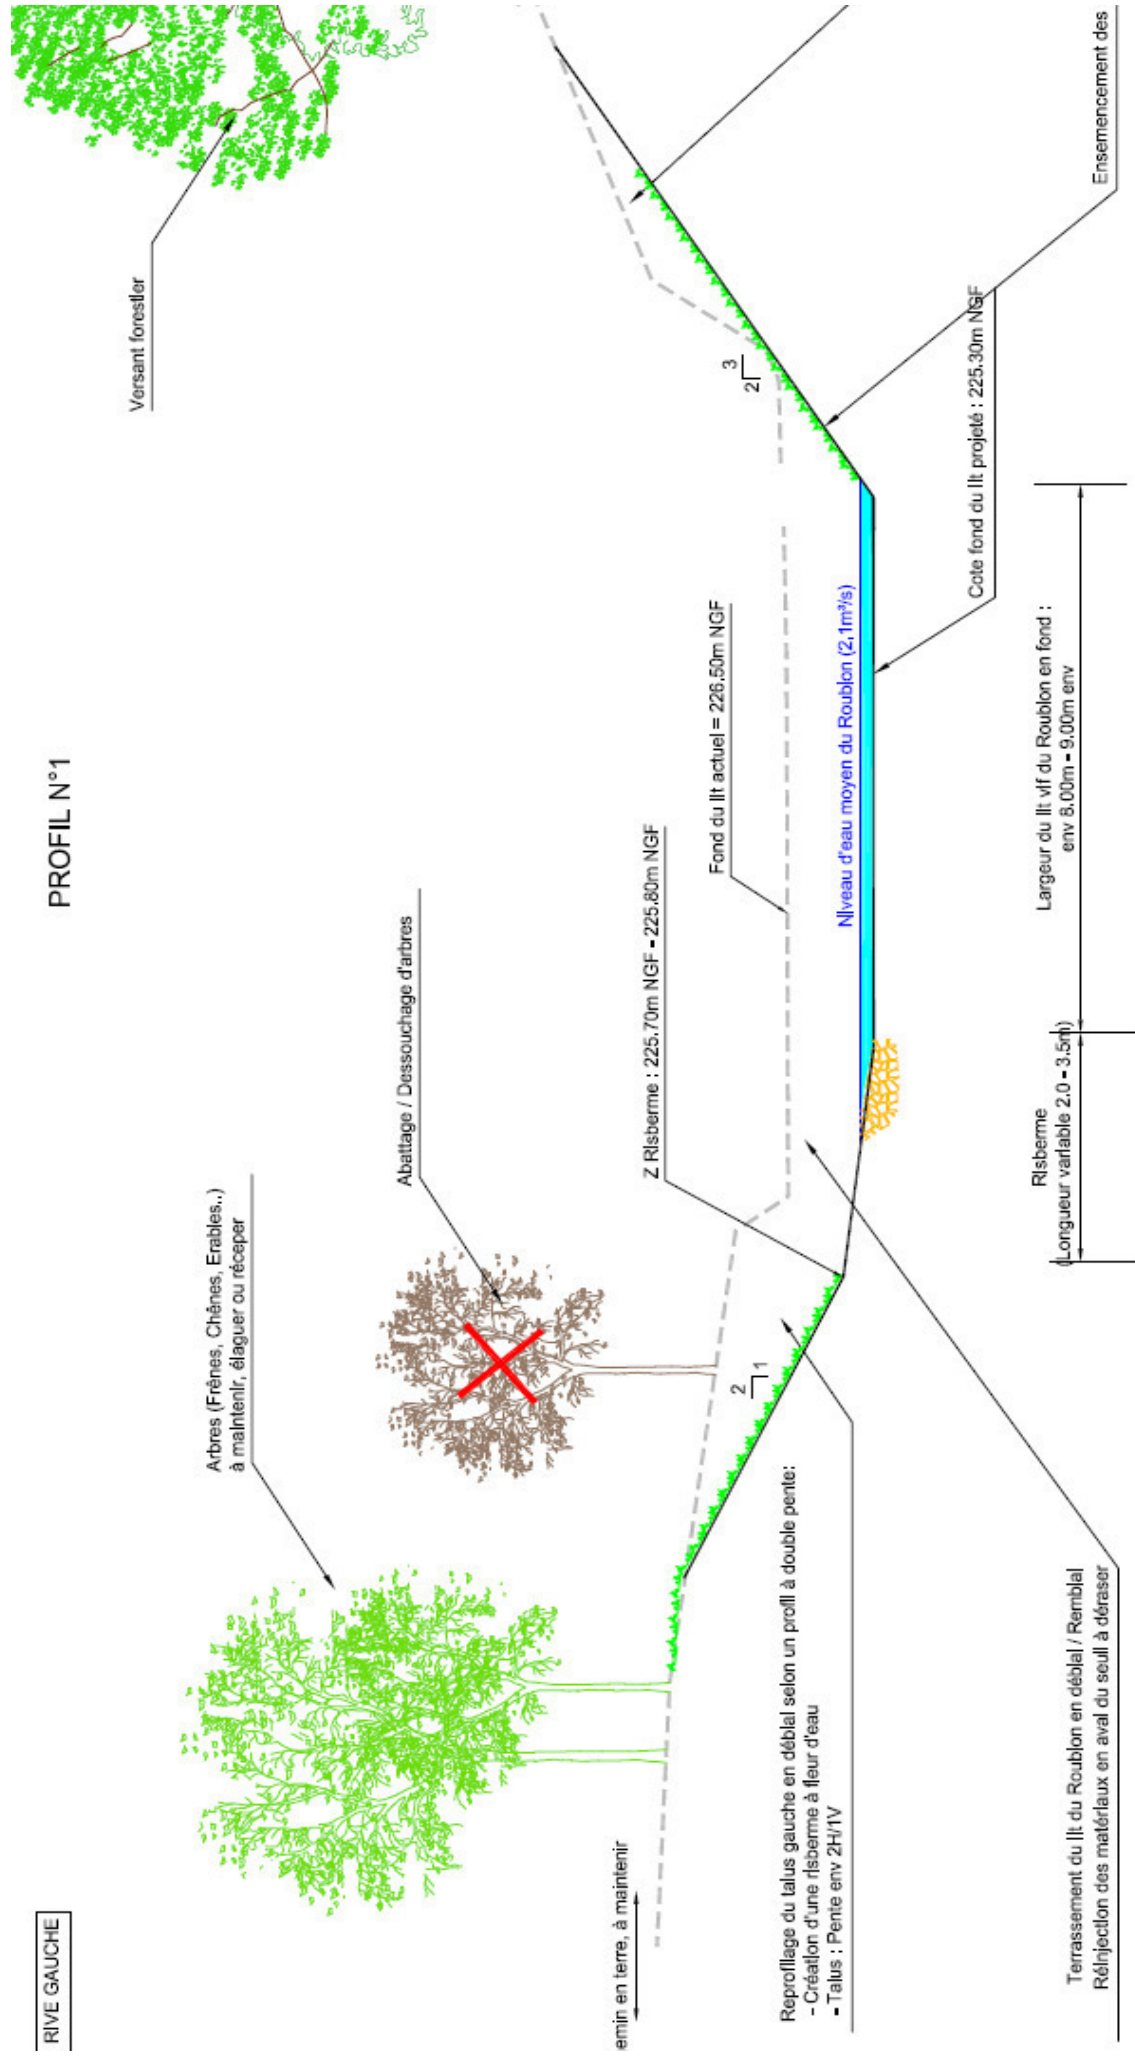 PROFIL N°1
RIVE GAUCHE
Versant forestier
Arbres (Frênes, Chênes, Erables..)
à maintenir, élaguer ou réceper
Abattage / Dessouchage d'arbres
emin en terre, à maintenir
Z Risberme : 225.70m NGF - 225.80m NGF
Fond du lit actuel = 226.50m NGF
2
1
3
2
Niveau d'eau moyen du Roubion (2,1m³/s)
Reprofilage du talus gauche en déblai selon un profil à double pente:
- Création d'une risberme à fleur d'eau
- Talus : Pente env 2H/1V
Cote fond du lit projeté : 225.30m NGF
Ensemencement des
Risberme
(Longueur variable 2.0 - 3.5m)
Largeur du lit vif du Roubion en fond :
env 8.00m - 9.00m env
Terrassement du lit du Roubion en déblai / Remblai
Réinjection des matériaux en aval du seuil à déraser